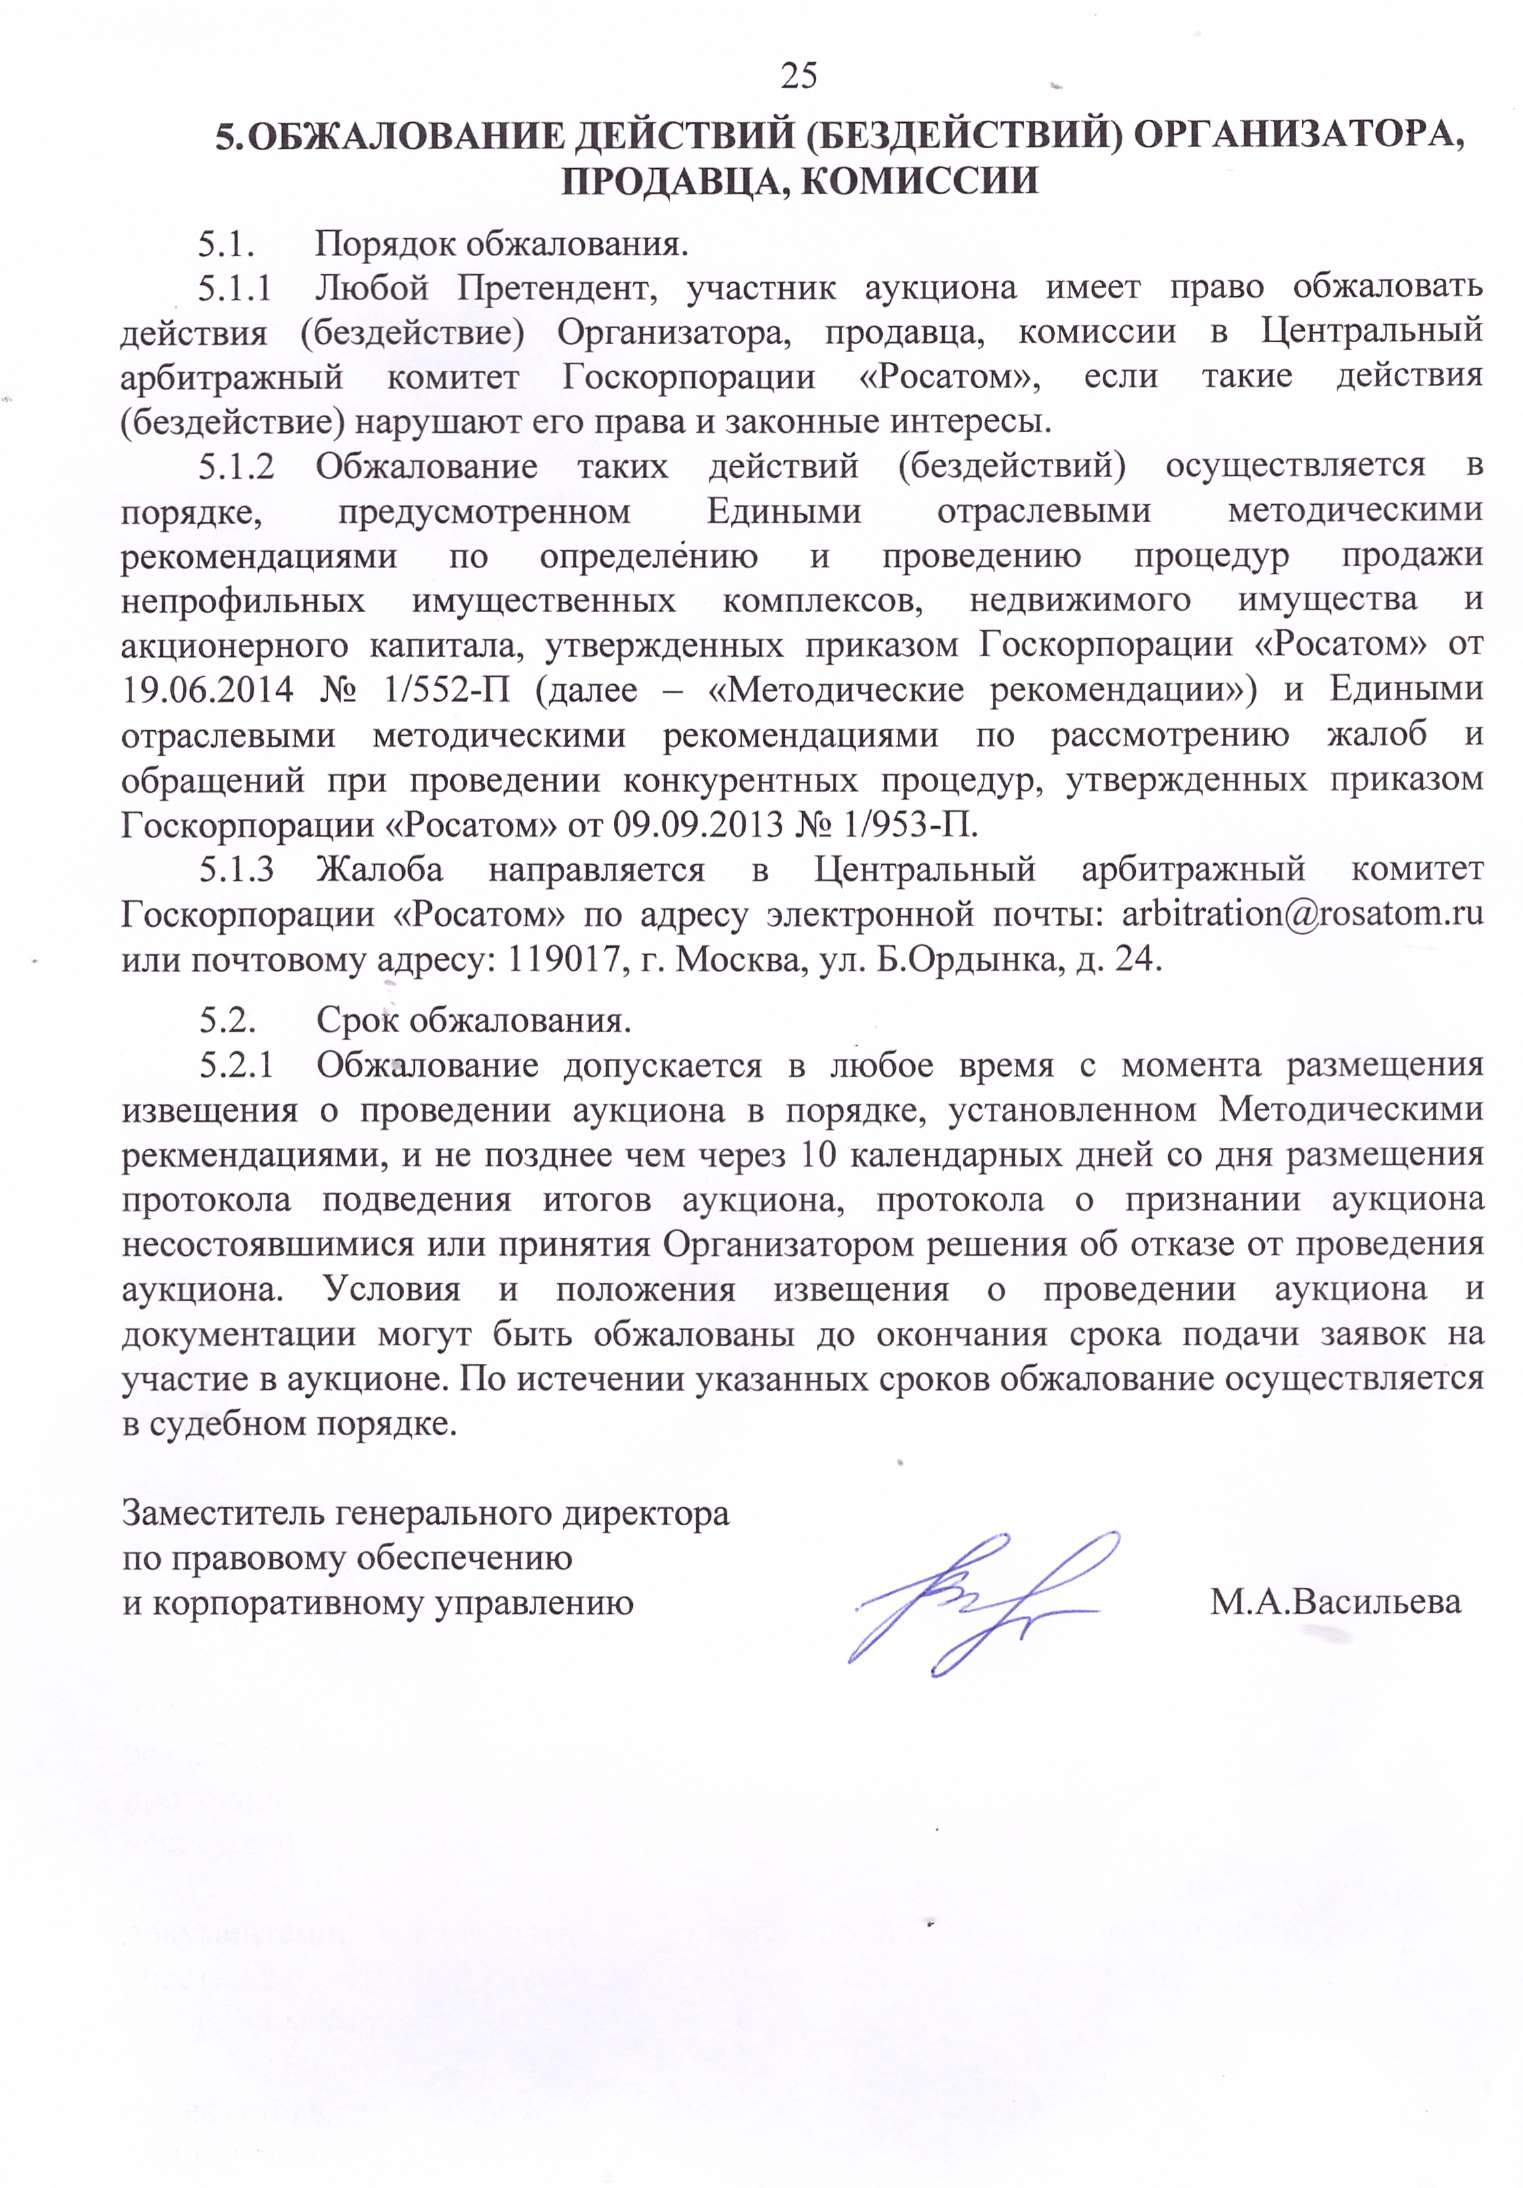 25
5. ОБЖАЛОВАНИЕ ДЕЙСТВИЙ (БЕЗДЕЙСТВИЙ) ОРГАНИЗАТОРА,
ПРОДАВЦА, КОМИССИИ
5.1. Порядок обжалования.
5.1.1 Любой Претендент, участник аукциона имеет право обжаловать
действия (бездействие) Организатора, продавца, комиссии в Центральный
арбитражный комитет Госкорпорации «Росатом», если такие действия
(бездействие) нарушают его права и законные интересы.
5.1.2 Обжалование таких действий (бездействий) осуществляется в
порядке, предусмотренном Едиными отраслевыми методическими
рекомендациями по определению и проведению процедур продажи
непрофильных имущественных комплексов, недвижимого имущества и
акционерного капитала, утвержденных приказом Госкорпорации «Росатом» от
19.06.2014 № 1/552-П (далее – «Методические рекомендации») и Едиными
отраслевыми методическими рекомендациями по рассмотрению жалоб и
обращений при проведении конкурентных процедур, утвержденных приказом
Госкорпорации «Росатом» от 09.09.2013 № 1/953-П.
5.1.3 Жалоба направляется в Центральный арбитражный комитет
Госкорпорации «Росатом» по адресу электронной почты: arbitration@rosatom.ru
или почтовому адресу: 119017, г. Москва, ул. Б.Ордынка, д. 24.
5.2. Срок обжалования.
5.2.1 Обжалование допускается в любое время с момента размещения
извещения о проведении аукциона в порядке, установленном Методическими
рекмендациями, и не позднее чем через 10 календарных дней со дня размещения
протокола подведения итогов аукциона, протокола о признании аукциона
несостоявшимися или принятия Организатором решения об отказе от проведения
аукциона. Условия и положения извещения о проведении аукциона и
документации могут быть обжалованы до окончания срока подачи заявок на
участие в аукционе. По истечении указанных сроков обжалование осуществляется
в судебном порядке.
Заместитель генерального директора
по правовому обеспечению
и корпоративному управлению М.А.Васильева